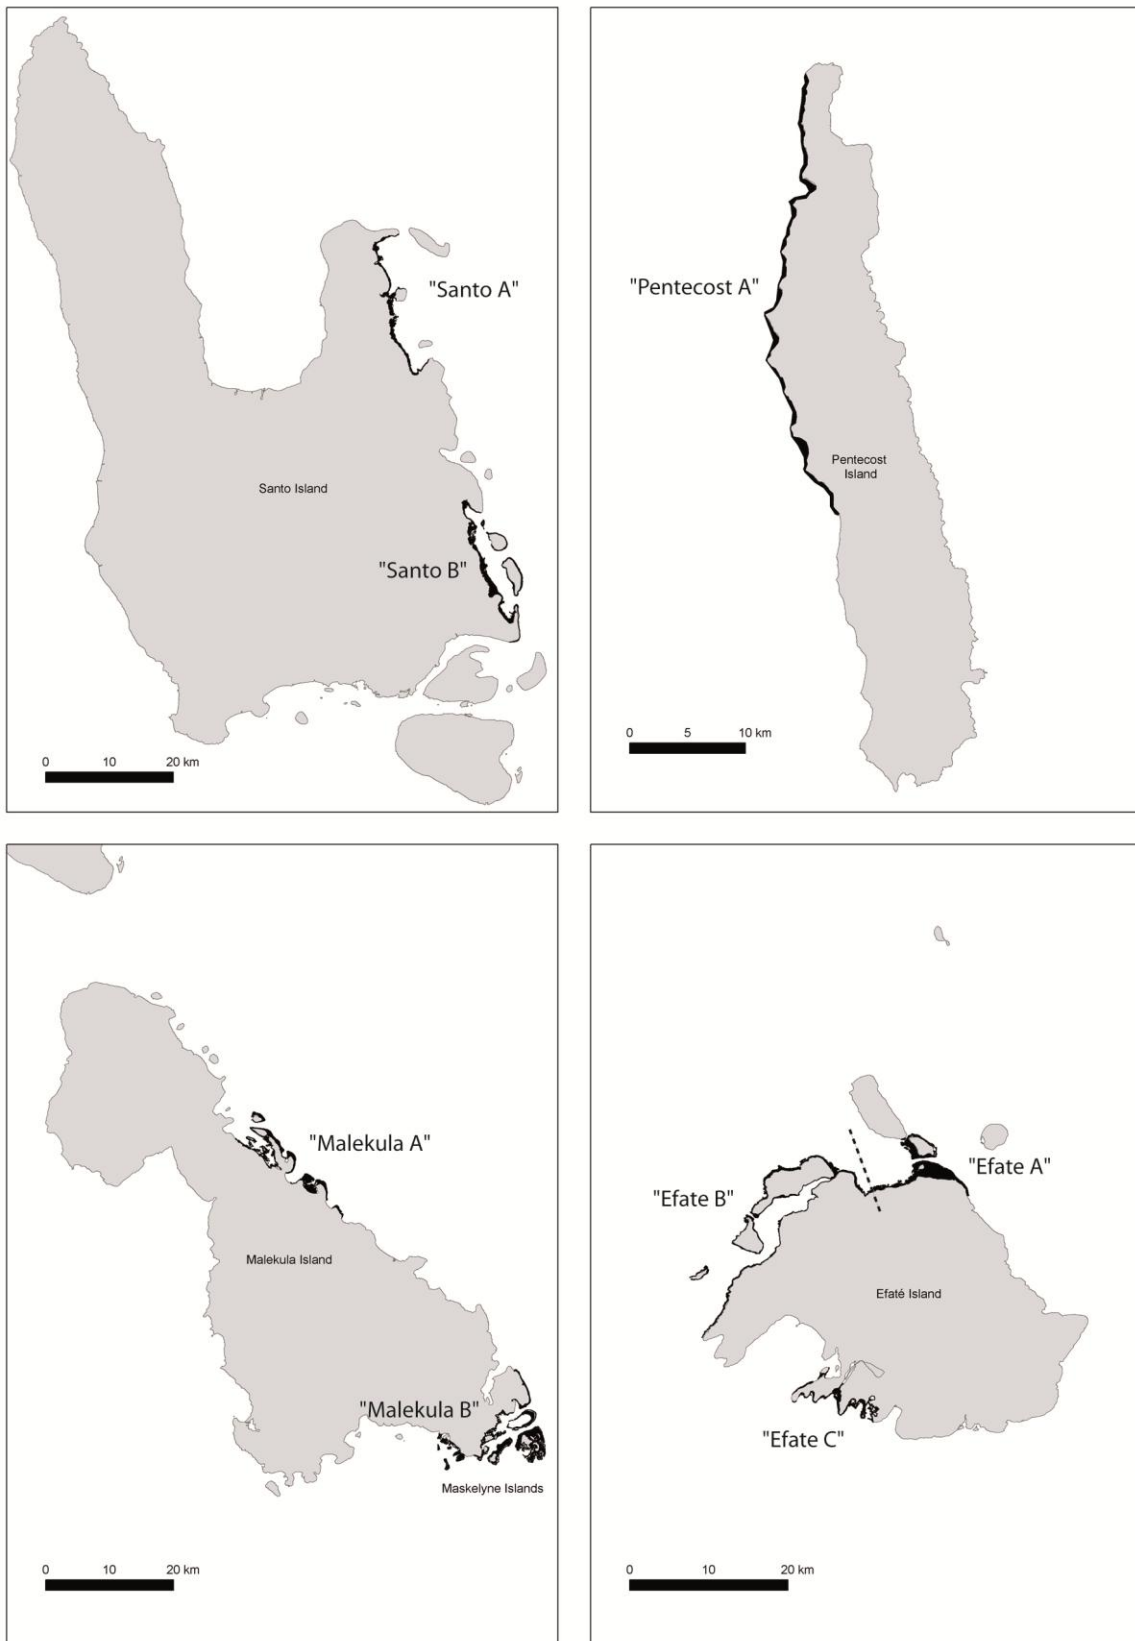 "Santo A"
Santo Island
"Santo B"
0 10 20 km
"Pentecost A"
Pentecost
Island
0 5 10 km
"Malekula A"
Malekula Island
"Malekula B"
Maskelyne Islands
0 10 20 km
"Efate A"
"Efate B"
Efaté Island
"Efate C"
0 10 20 km